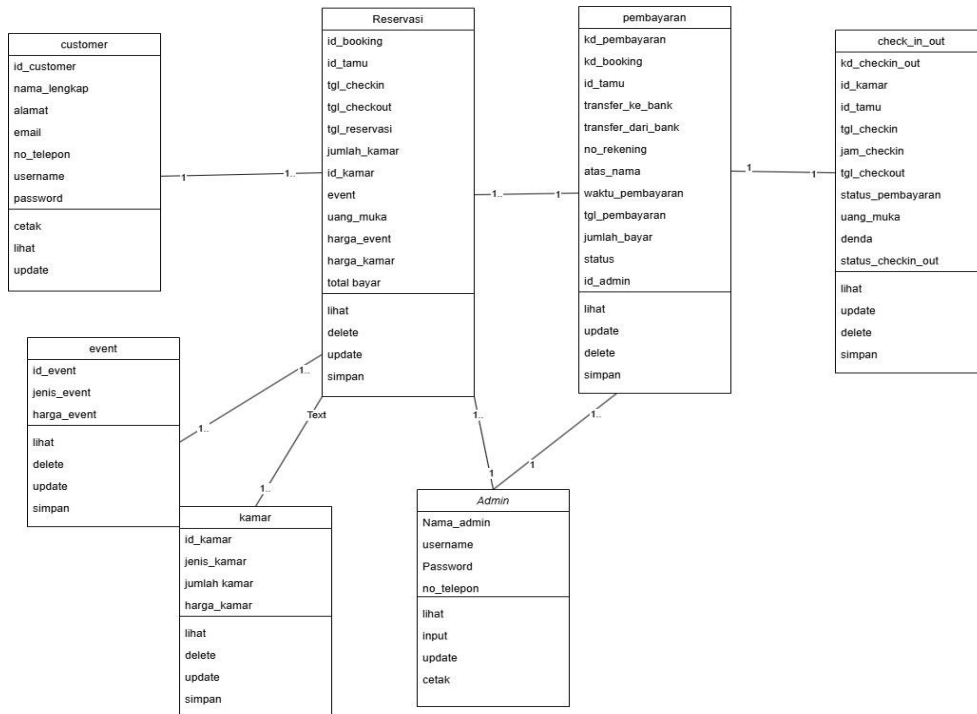 customer
id_customer
nama_lengkap
alamat
email
no_telepon
username
password
cetak
lihat
update
1
1..
Reservasi
id_booking
id_tamu
tgl_checkin
tgl_checkout
tgl_reservasi
jumlah_kamar
id_kamar
event
uang_muka
harga_event
harga_kamar
total bayar
lihat
delete
update
simpan
1..
1
pembayaran
kd_pembayaran
kd_booking
id_tamu
transfer_ke_bank
transfer_dari_bank
no_rekening
atas_nama
waktu_pembayaran
tgl_pembayaran
jumlah_bayar
status
id_admin
lihat
update
delete
simpan
1
1
check_in_out
kd_checkin_out
id_kamar
id_tamu
tgl_checkin
jam_checkin
tgl_checkout
status_pembayaran
uang_muka
denda
status_checkin_out
lihat
update
delete
simpan
event
id_event
jenis_event
harga_event
lihat
delete
update
simpan
1..
1..
Text
1..
kamar
id_kamar
jenis_kamar
jumlah kamar
harga_kamar
lihat
delete
update
simpan
1..
1
1..
1
Admin
Nama_admin
username
Password
no_telepon
lihat
input
update
cetak